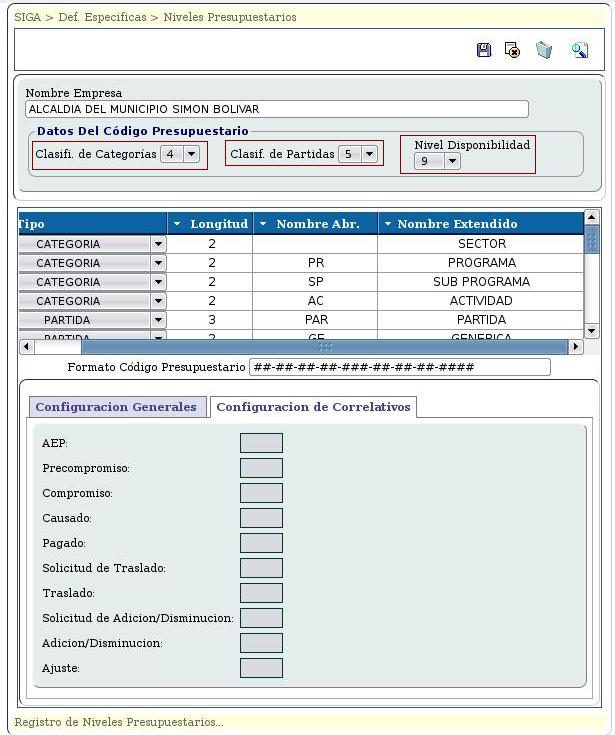 SIGA > Def. Especificas > Niveles Presupuestarios
Nombre Empresa
ALCALDIA DEL MUNICIPIO SIMON BOLIVAR
Datos Del Código Presupuestario
Clasifi. de Categorías 4 Clasif. de Partidas 5 Nivel Disponibilidad 9
Tipo Longitud Nombre Abr. Nombre Extendido
CATEGORIA 2 SECTOR
CATEGORIA 2 PR PROGRAMA
CATEGORIA 2 SP SUB PROGRAMA
CATEGORIA 2 AC ACTIVIDAD
PARTIDA 3 PAR PARTIDA
PARTIDA 2 GE GENERICA
Formato Código Presupuestario ##-##-##-##-###-##-##-##-####
Configuracion Generales Configuracion de Correlativos
AEP:
Precompromiso:
Compromiso:
Causado:
Pagado:
Solicitud de Traslado:
Traslado:
Solicitud de Adicion/Disminucion:
Adicion/Disminucion:
Ajuste:
Registro de Niveles Presupuestarios...